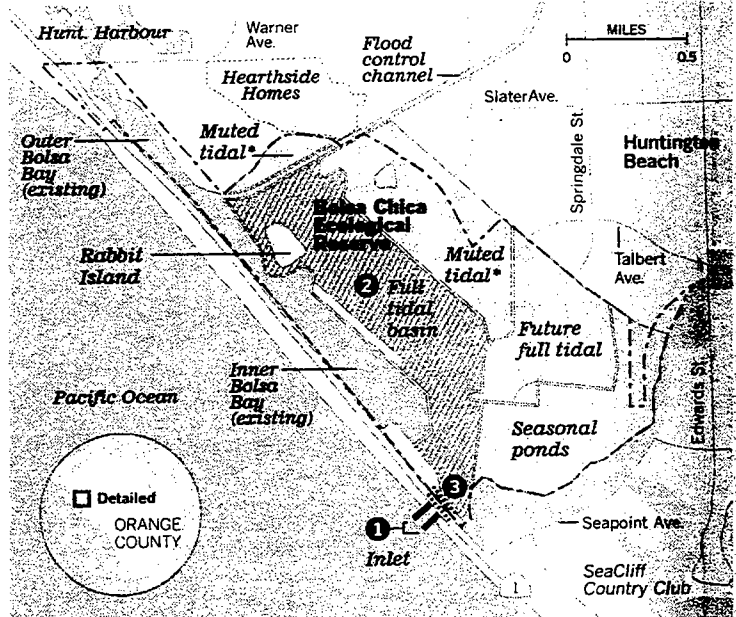 Hunt. Harbour
Warner
Ave.
Flood
control
channel
MILES
0
0.5
Hearthside
Homes
Slater Ave.
Outer
Bolsa
Bay
(existing)
Muted
tidal*
Springdale St.
Huntington
Beach
Bolsa Chica
Ecological
Reserve
Rabbit
Island
Muted
tidal*
Talbert
Ave.
2
Full
tidal
basin
Future
full tidal
Inner
Bolsa
Bay
(existing)
Pacific Ocean
Edwards St.
Seasonal
ponds
Detailed
ORANGE
COUNTY
3
1
Inlet
Seapoint Ave.
SeaCliff
Country Club
1